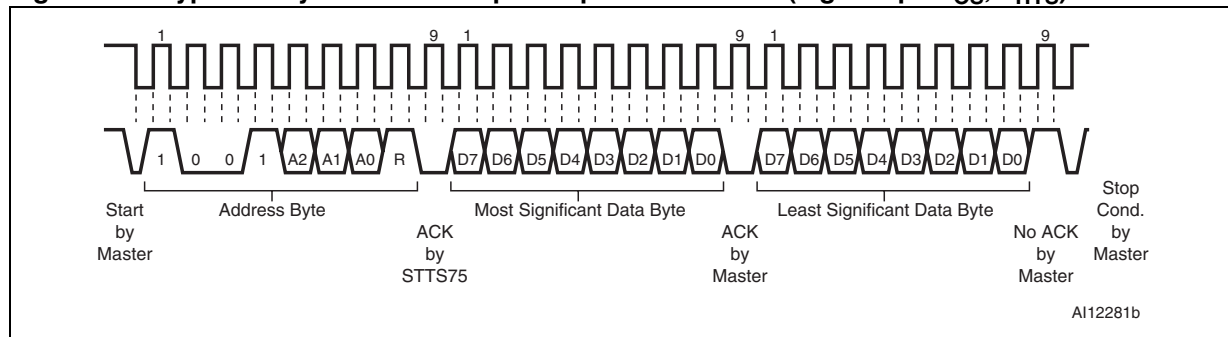 1 9 1 9 1 9
1 0 0 1 A2 A1 A0 R D7 D6 D5 D4 D3 D2 D1 D0 D7 D6 D5 D4 D3 D2 D1 D0
Start
by
Master
Address Byte
ACK
by
STTS75
Most Significant Data Byte
ACK
by
Master
Least Significant Data Byte
No ACK
by
Master
Stop
Cond.
by
Master
AI12281b